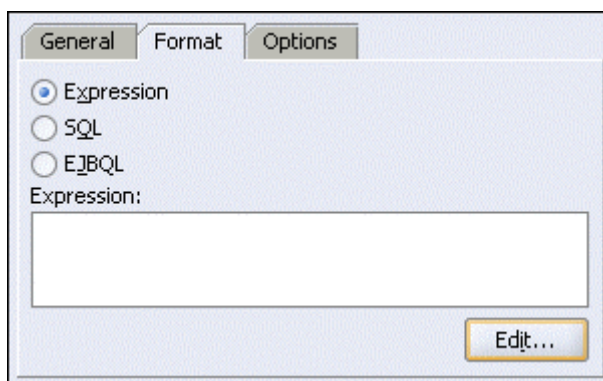 General Format Options
Expression
SQL
EJBQL
Expression:
Edit...